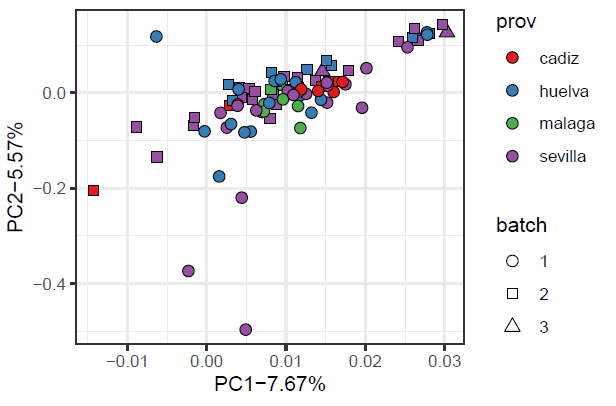 prov
cadiz
huelva
malaga
sevilla
batch
1
2
3
0.0
−0.2
−0.4
PC2−5.57%
−0.01
0.00
0.01
0.02
0.03
PC1−7.67%